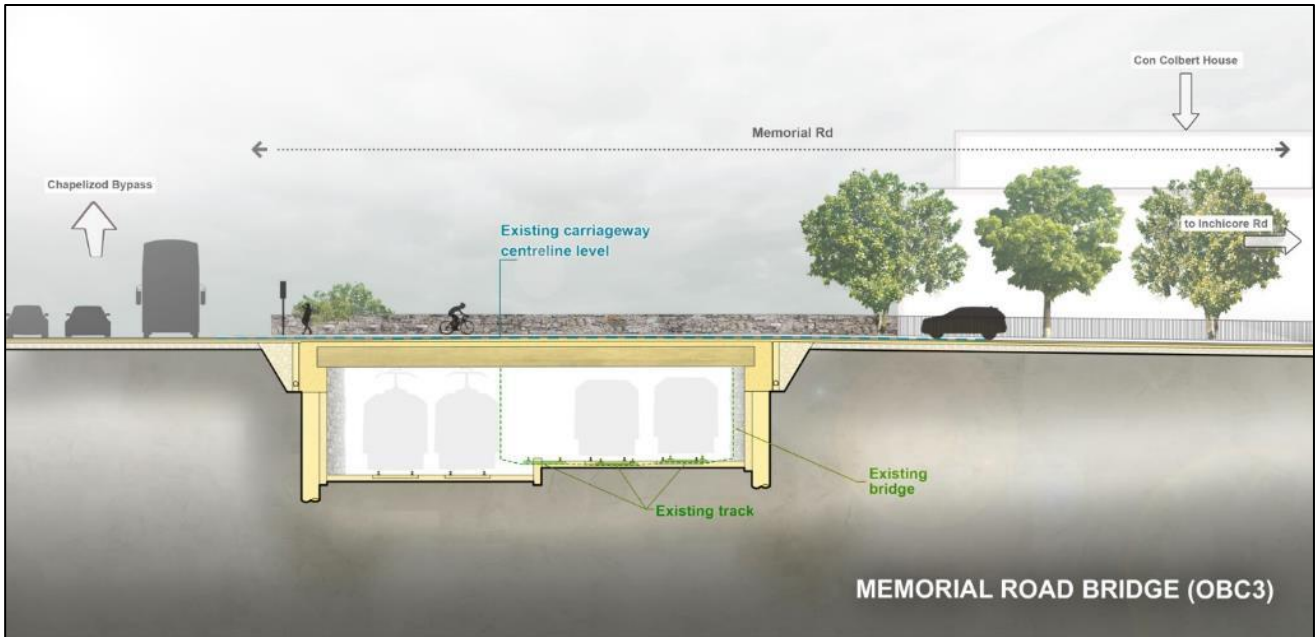 Con Colbert House
Memorial Rd
Chapelizod Bypass
to Inchicore Rd
Existing carriageway
centreline level
Existing
bridge
Existing track
MEMORIAL ROAD BRIDGE (OBC3)